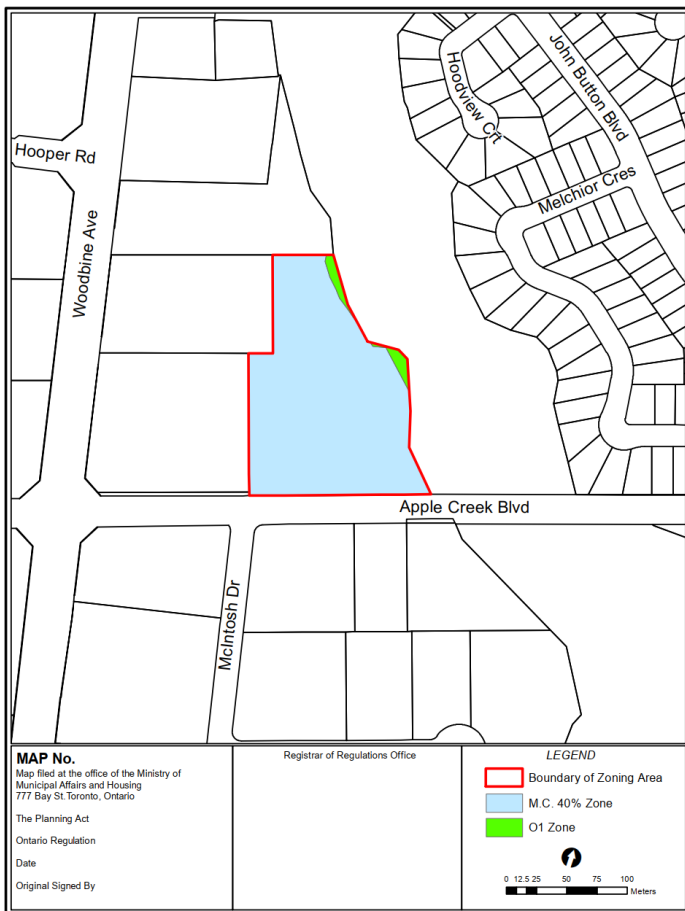 John Button Blvd
Hoodview Crt
Hooper Rd
Melchior Cres
Woodbine Ave
Apple Creek Blvd
McIntosh Dr
MAP No.
Map filed at the office of the Ministry of
Municipal Affairs and Housing
777 Bay St.Toronto, Ontario
The Planning Act
Ontario Regulation
Date
Original Signed By
Registrar of Regulations Office
LEGEND
Boundary of Zoning Area
M.C. 40% Zone
O1 Zone
0 12.5 25 50 75 100
Meters